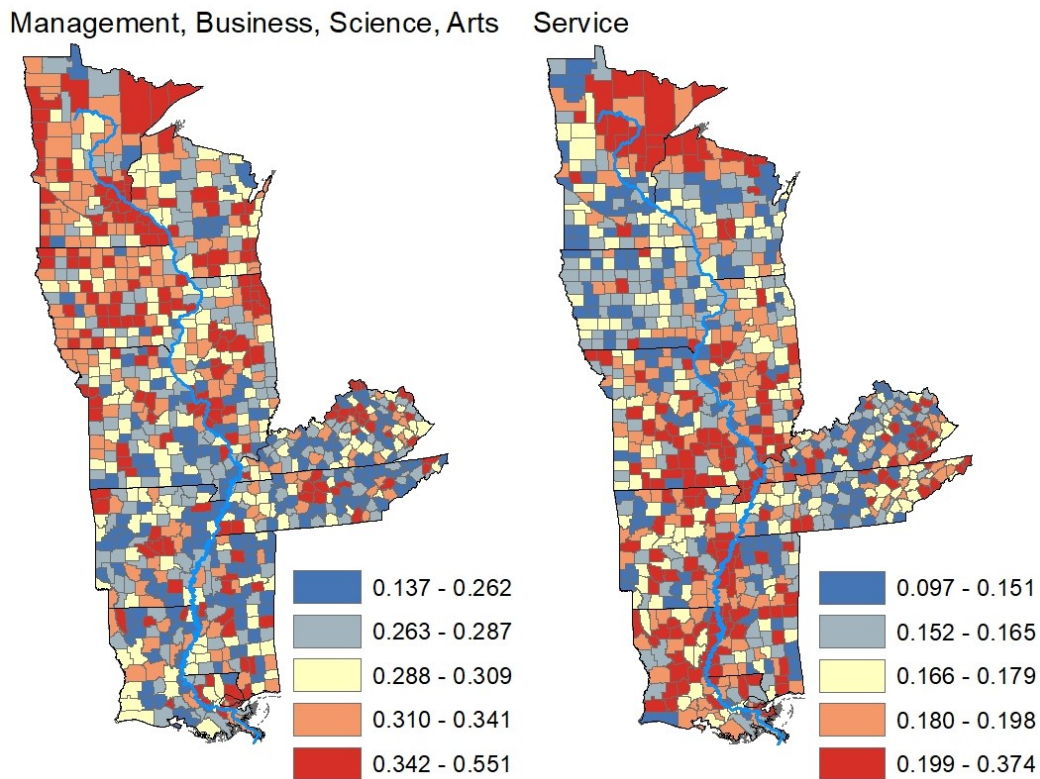 Management, Business, Science, Arts
Service
0.137 - 0.262
0.263 - 0.287
0.288 - 0.309
0.310 - 0.341
0.342 - 0.551
0.097 - 0.151
0.152 - 0.165
0.166 - 0.179
0.180 - 0.198
0.199 - 0.374